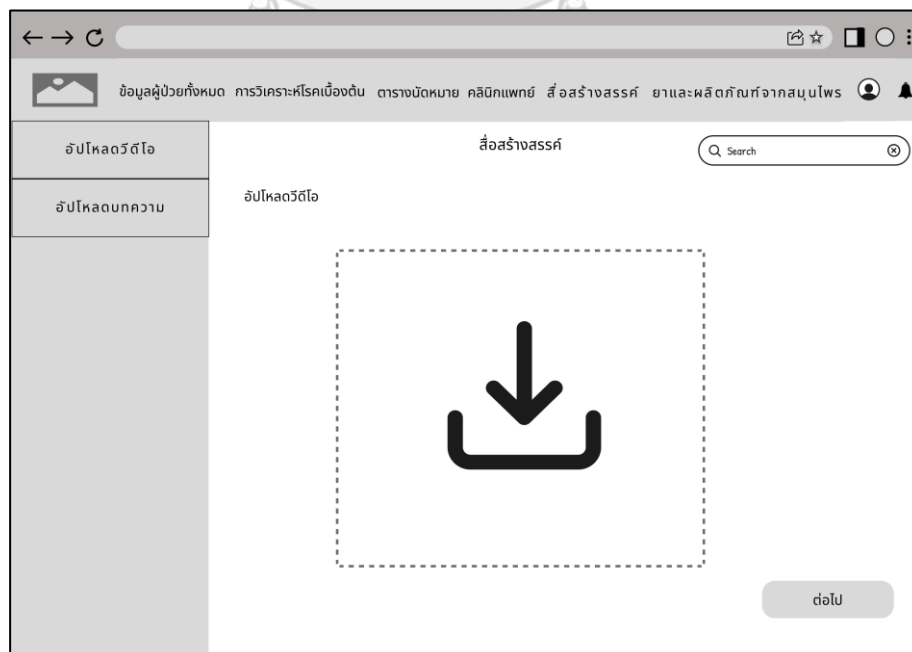 ข้อมูลผู้ป่วยทั้งหมด การวิเคราะห์โรคเบื้องต้น ตารางนัดหมาย คลินิกแพทย์ สื่อสร้างสรรค์ ยาและผลิตภัณฑ์จากสมุนไพร
อัปโหลดวีดีโอ
อัปโหลดบทความ
สื่อสร้างสรรค์
Search
อัปโหลดวีดีโอ
ต่อไป